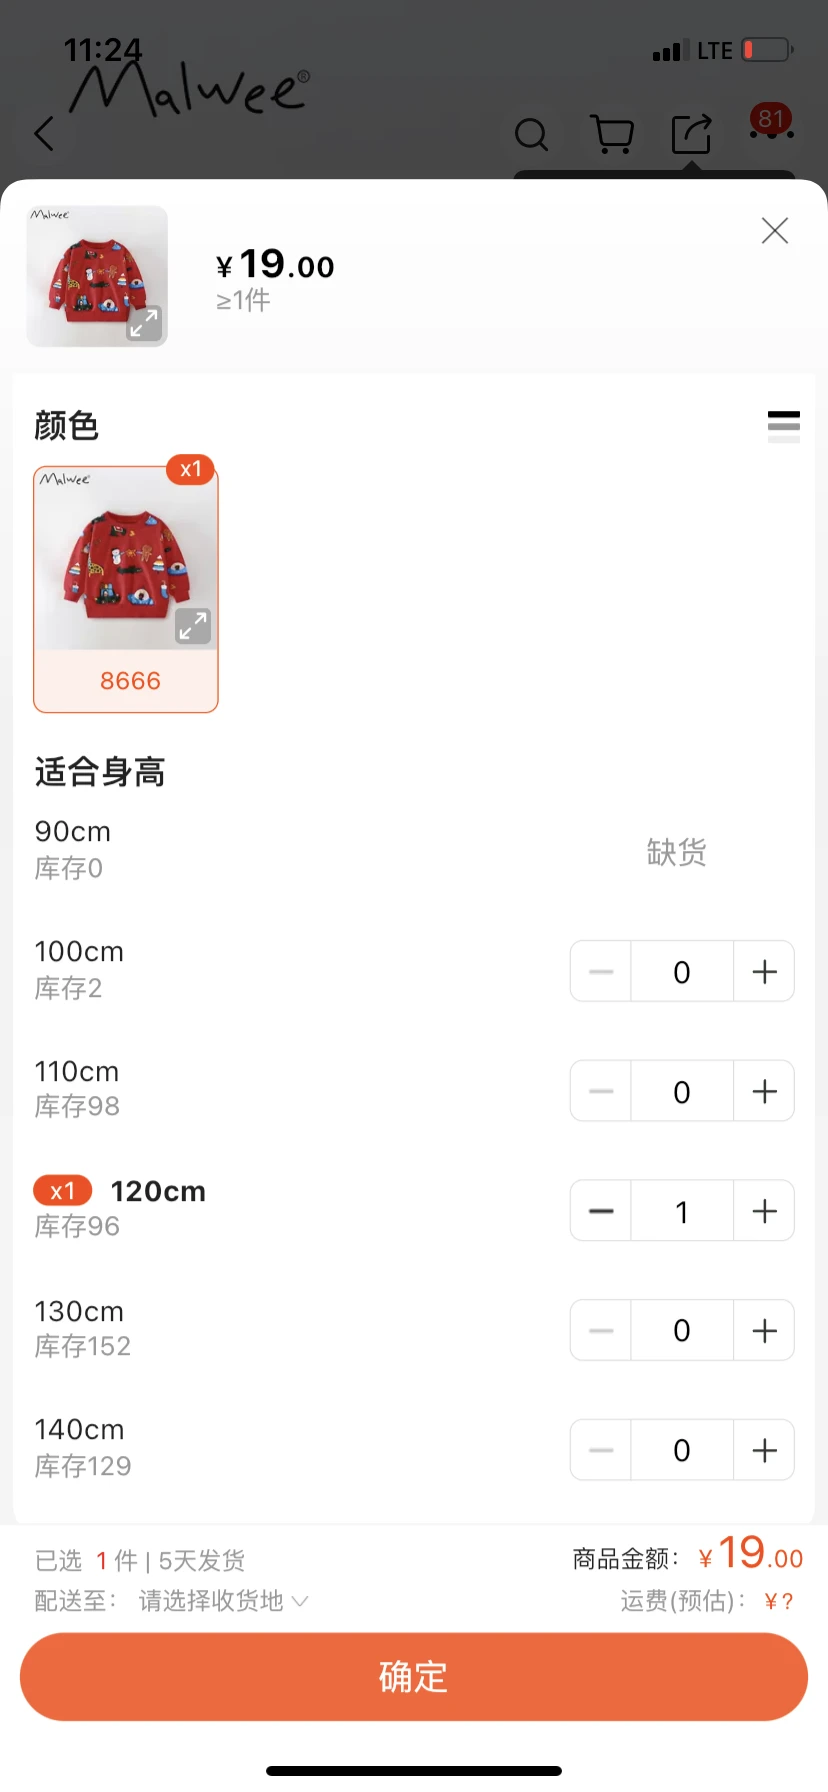 11:24
LTE
Malwee®
81
Malwee
¥19.00
≥1件
颜色
x1
Malwee
8666
适合身高
90cm
库存0
缺货
100cm
库存2
0
110cm
库存98
0
x1 120cm
库存96
1
130cm
库存152
0
140cm
库存129
0
已选 1 件 | 5天发货
商品金额：¥19.00
配送至： 请选择收货地
运费(预估)：¥?
确定